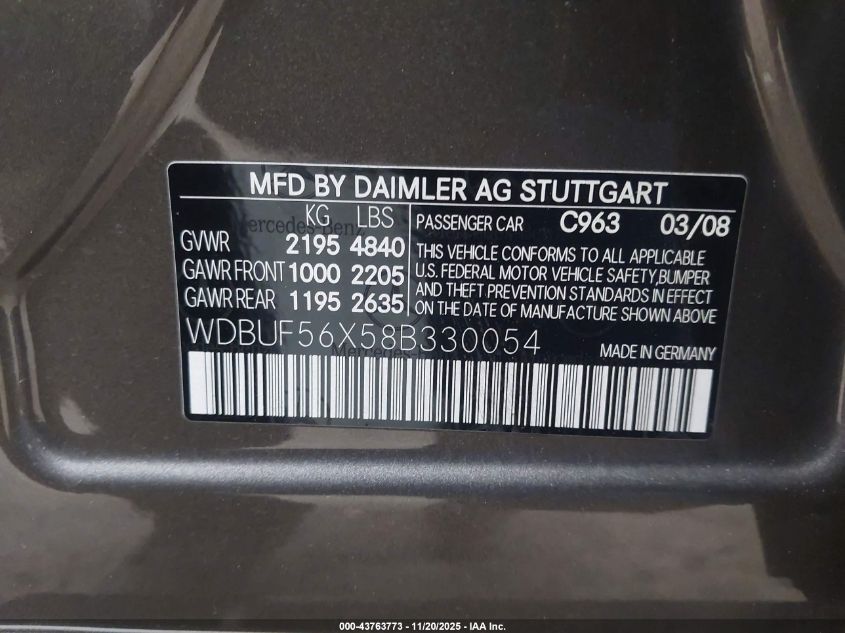 MFD BY DAIMLER AG STUTTGART
KG LBS
GVWR 2195 4840
GAWR FRONT 1000 2205
GAWR REAR 1195 2635
PASSENGER CAR C963 03/08
THIS VEHICLE CONFORMS TO ALL APPLICABLE
U.S. FEDERAL MOTOR VEHICLE SAFETY,BUMPER
AND THEFT PREVENTION STANDARDS IN EFFECT
ON THE DATE OF MANUFACTURE SHOWN ABOVE
Mercedes-Benz
WDBUF56X58B330054
MADE IN GERMANY
000-43763773 - 11/20/2025 - IAA Inc.